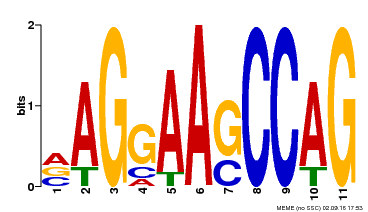 2
bits
1
0
A G C
A T
G
G C A
A T
A
G C
C
C
A T
G
1 2 3 4 5 6 7 8 9 10 11
MEME (no SSC) 02.09.16 17:53